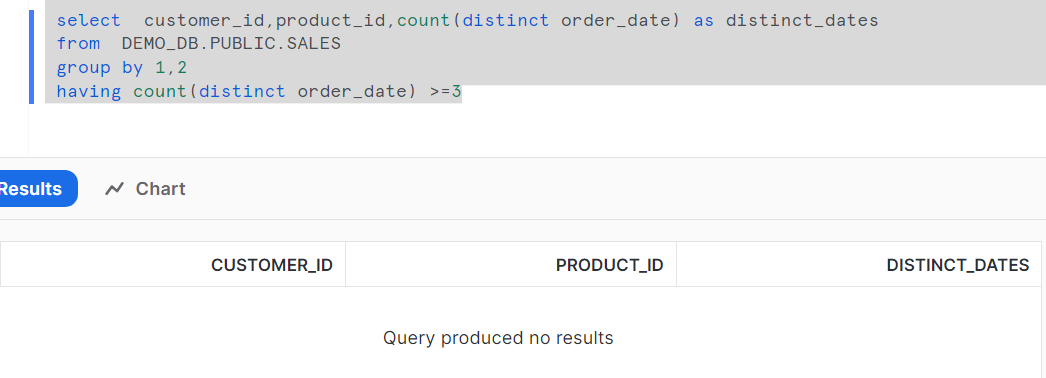 select  customer_id,product_id,count(distinct order_date) as distinct_dates
from  DEMO_DB.PUBLIC.SALES
group by 1,2
having count(distinct order_date) >=3
Results Chart
CUSTOMER_ID PRODUCT_ID DISTINCT_DATES
Query produced no results